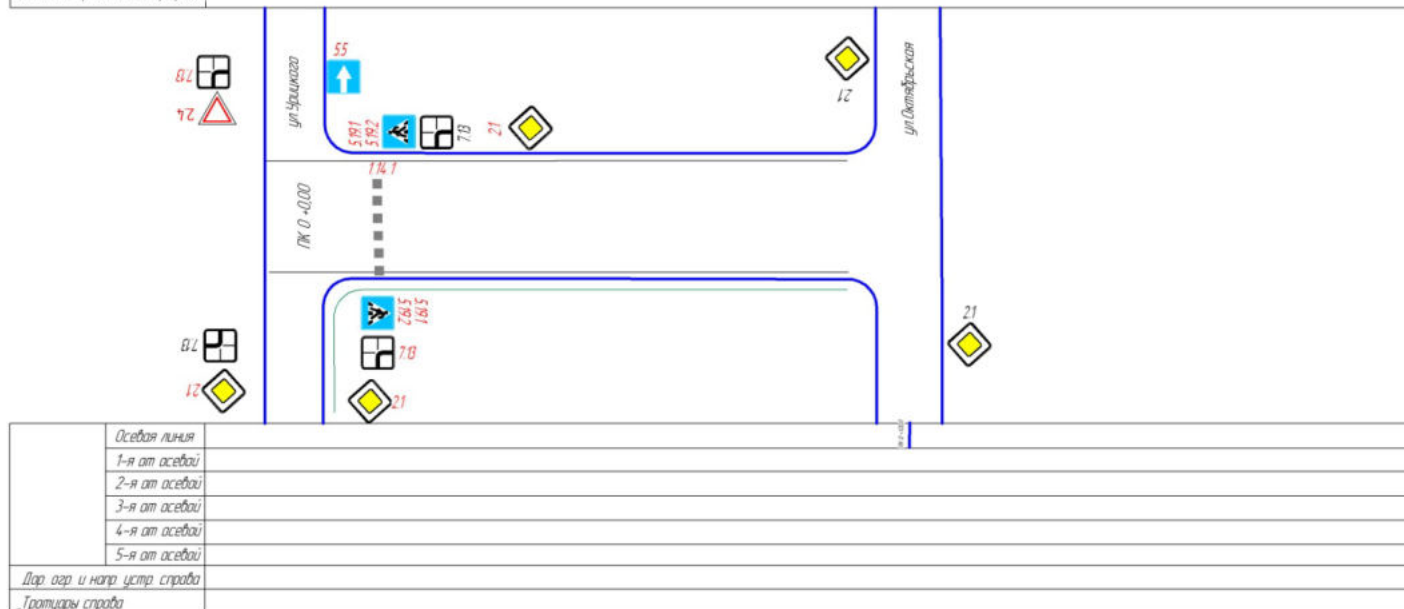 7.13
2.4
ул.Урицкого
5.5
5.19.1
5.19.2
7.13
2.1
2.1
ул.Октябрьская
1.14.1
ПК 0 +0,00
7.13
2.1
5.19.1
5.19.2
7.13
2.1
2.1
Осевая линия
1-я от осевой
2-я от осевой
3-я от осевой
4-я от осевой
5-я от осевой
Дор. огр. и напр. устр. справа
Тротуары справа